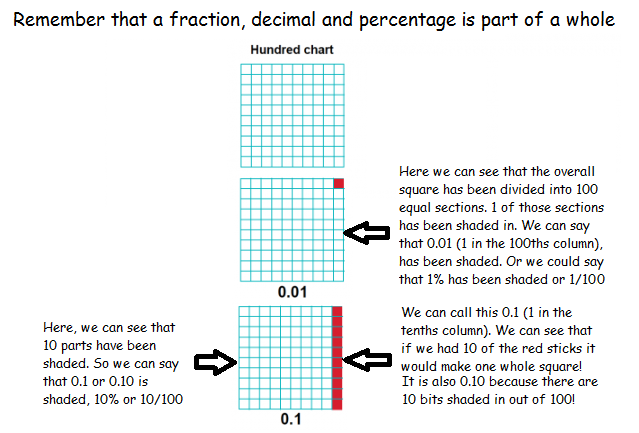 Remember that a fraction, decimal and percentage is part of a whole
Hundred chart
Here we can see that the overall
square has been divided into 100
equal sections. 1 of those sections
has been shaded in. We can say
that 0.01 (1 in the 100ths column),
has been shaded. Or we could say
that 1% has been shaded or 1/100
0.01
Here, we can see that
10 parts have been
shaded. So we can say
that 0.1 or 0.10 is
shaded, 10% or 10/100
We can call this 0.1 (1 in the
tenths column). We can see that
if we had 10 of the red sticks it
would make one whole square!
It is also 0.10 because there are
10 bits shaded in out of 100!
0.1